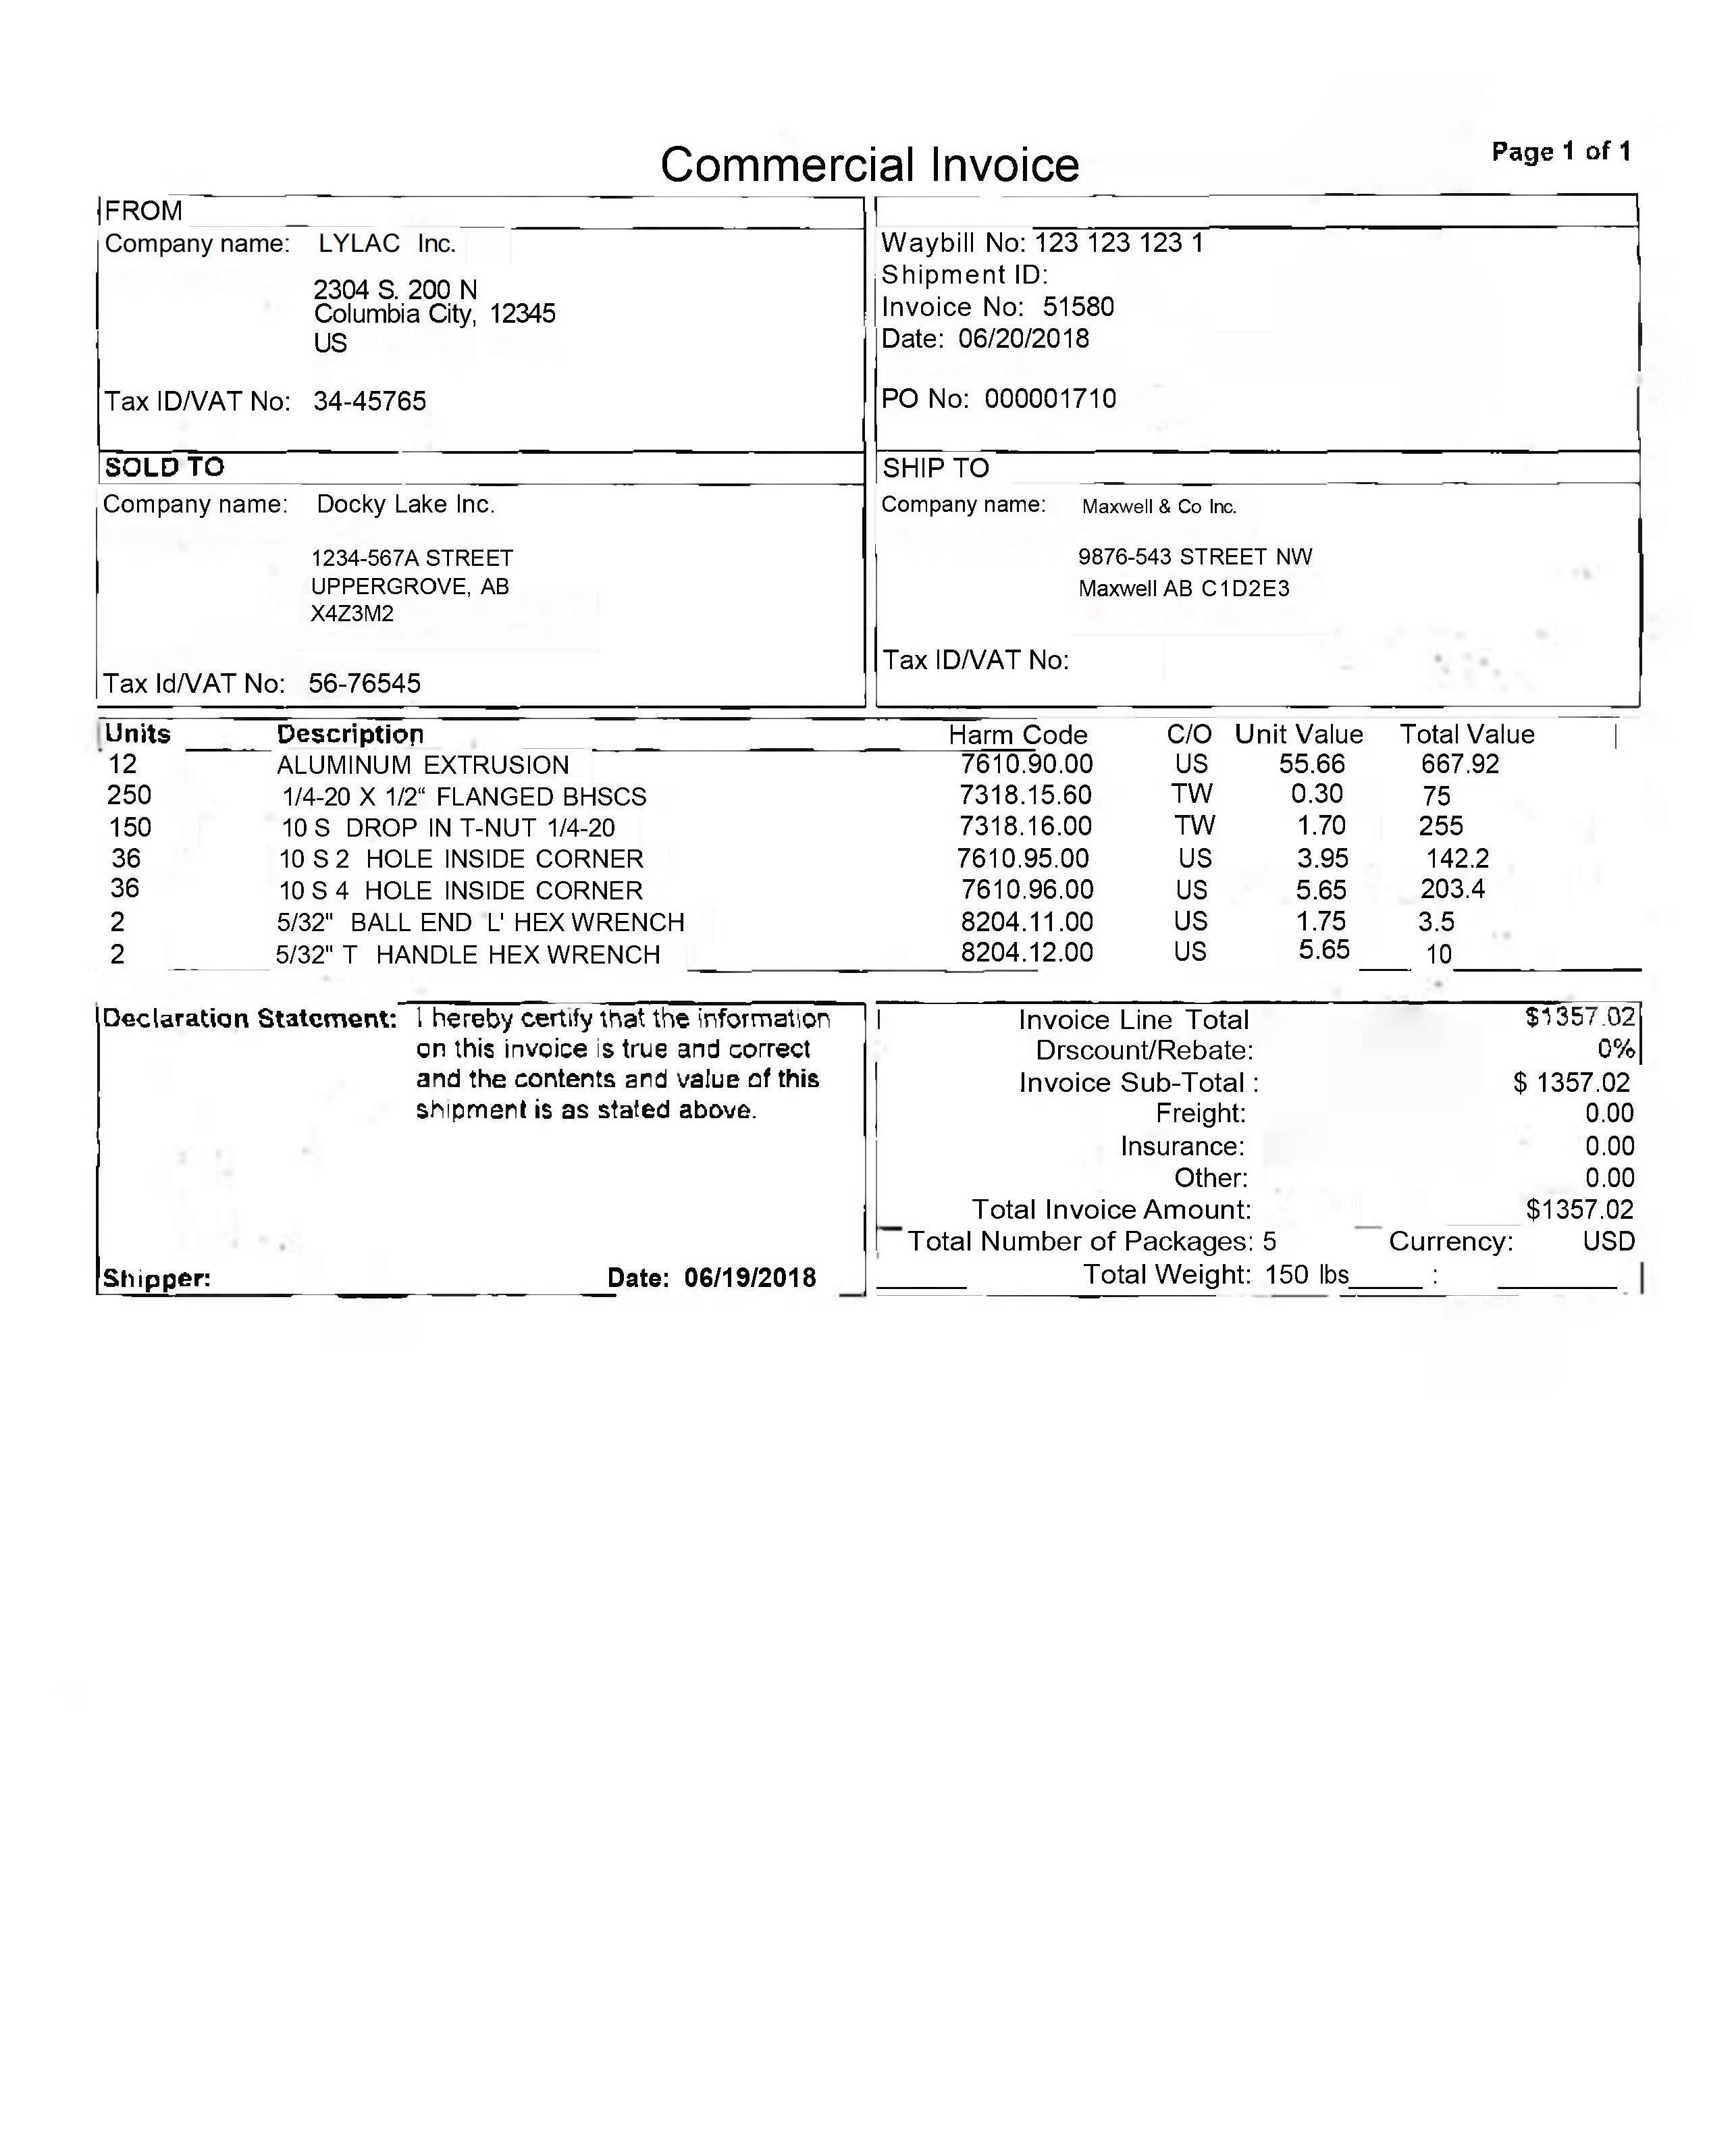 Commercial Invoice
Page 1 of 1
FROM
Company name: LYLAC Inc.
2304 S. 200 N
Columbia City, 12345
US
Tax ID/VAT No: 34-45765
Waybill No: 123 123 123 1
Shipment ID:
Invoice No: 51580
Date: 06/20/2018
PO No: 000001710
SOLD TO
Company name: Docky Lake Inc.
1234-567A STREET
UPPERGROVE, AB
X4Z3M2
Tax Id/VAT No: 56-76545
SHIP TO
Company name: Maxwell & Co Inc.
9876-543 STREET NW
Maxwell AB C1D2E3
Tax ID/VAT No:
Units Description Harm Code C/O Unit Value Total Value
12 ALUMINUM EXTRUSION 7610.90.00 US 55.66 667.92
250 1/4-20 X 1/2“ FLANGED BHSCS 7318.15.60 TW 0.30 75
150 10 S DROP IN T-NUT 1/4-20 7318.16.00 TW 1.70 255
36 10 S 2 HOLE INSIDE CORNER 7610.95.00 US 3.95 142.2
36 10 S 4 HOLE INSIDE CORNER 7610.96.00 US 5.65 203.4
2 5/32" BALL END 'L' HEX WRENCH 8204.11.00 US 1.75 3.5
2 5/32" T HANDLE HEX WRENCH 8204.12.00 US 5.65 10
Declaration Statement: I hereby certify that the information
on this invoice is true and correct
and the contents and value of this
shipment is as stated above.
Shipper: Date: 06/19/2018
Invoice Line Total $1357.02
Drscount/Rebate: 0%
Invoice Sub-Total : $ 1357.02
Freight: 0.00
Insurance: 0.00
Other: 0.00
Total Invoice Amount: $1357.02
Total Number of Packages: 5 Currency: USD
Total Weight: 150 lbs :